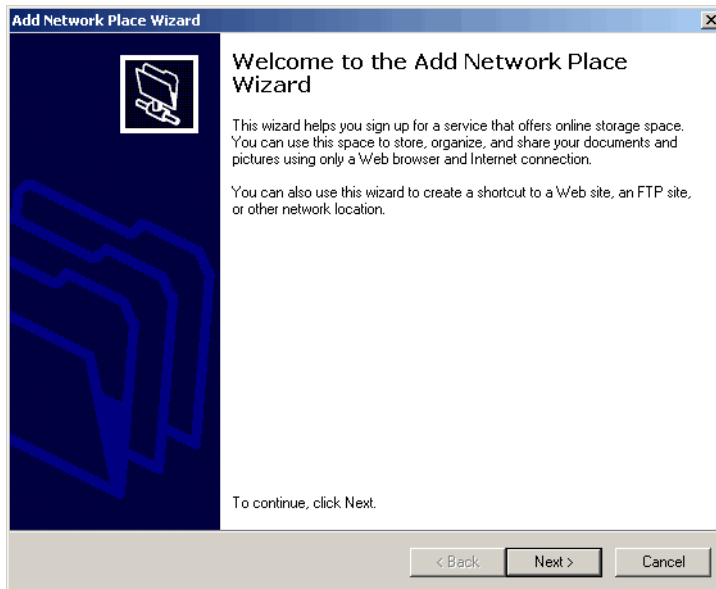 Add Network Place Wizard
Welcome to the Add Network Place
Wizard
This wizard helps you sign up for a service that offers online storage space.
You can use this space to store, organize, and share your documents and
pictures using only a Web browser and Internet connection.
You can also use this wizard to create a shortcut to a Web site, an FTP site,
or other network location.
To continue, click Next.
< Back Next > Cancel